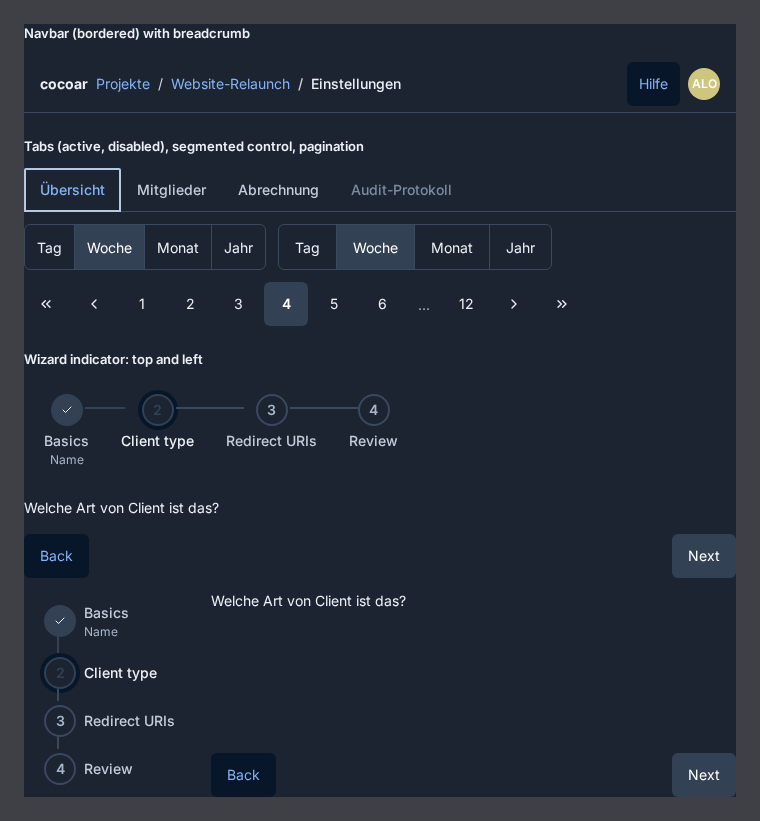 Navbar (bordered) with breadcrumb
cocoar Projekte / Website-Relaunch / Einstellungen Hilfe ALO
Tabs (active, disabled), segmented control, pagination
Übersicht Mitglieder Abrechnung Audit-Protokoll
Tag Woche Monat Jahr Tag Woche Monat Jahr
« ‹ 1 2 3 4 5 6 … 12 › »
Wizard indicator: top and left
✓ 2 3 4
Basics Client type Redirect URIs Review
Name
Welche Art von Client ist das?
Back Next
Welche Art von Client ist das?
✓ Basics
Name
2 Client type
3 Redirect URIs
4 Review
Back Next